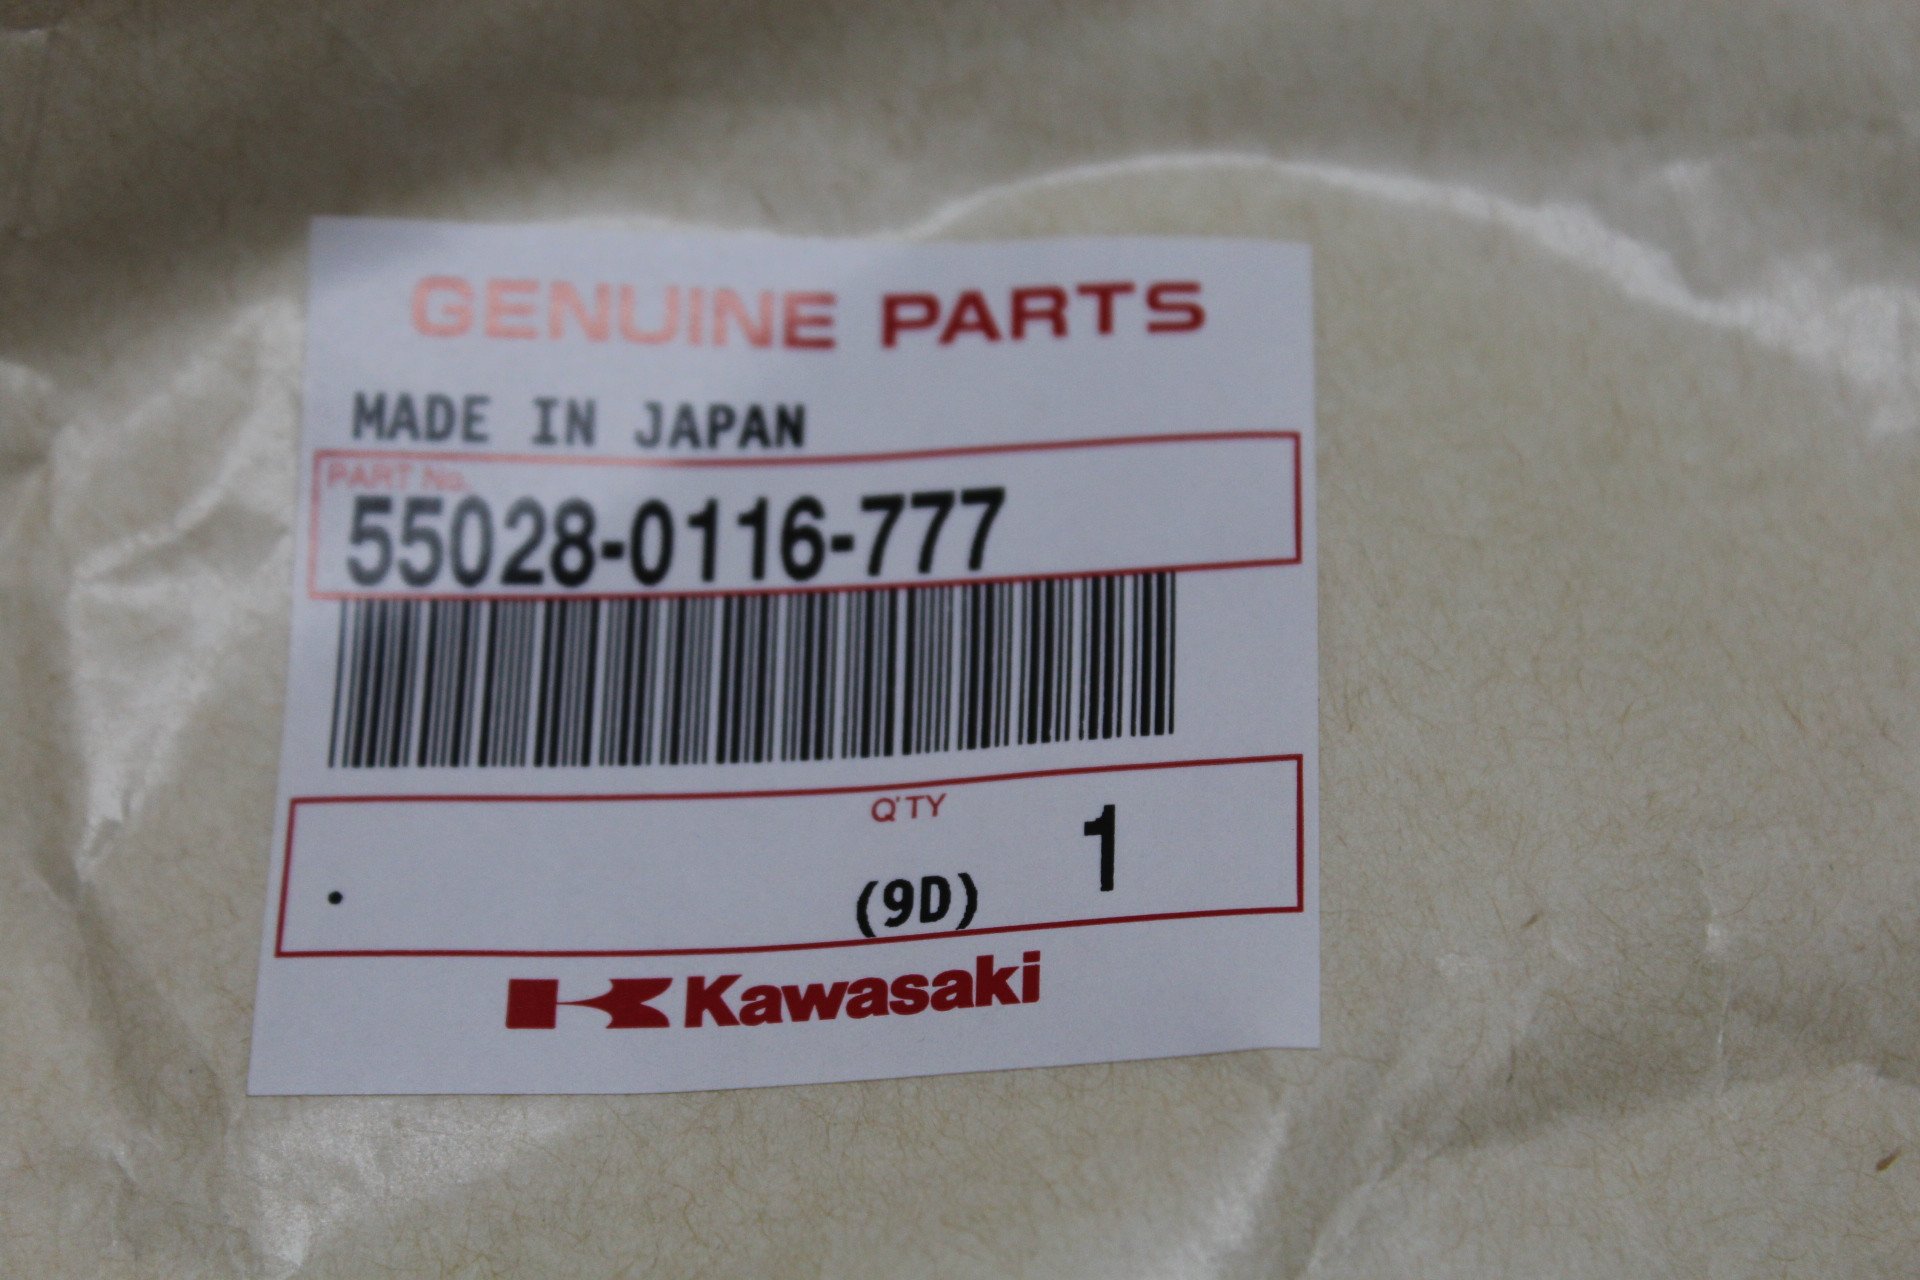 GENUINE PARTS
MADE IN JAPAN
PART No.
55028-0116-777
Q'TY
1
. (9D)
Kawasaki